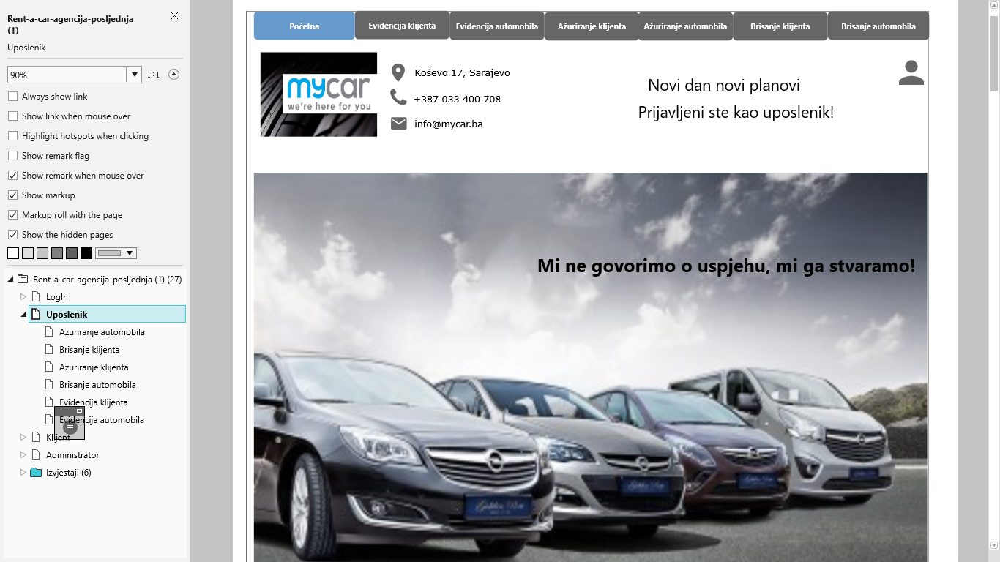 Rent-a-car-agencija-posljednja
(1)
Uposlenik
90%
1:1
Always show link
Show link when mouse over
Highlight hotspots when clicking
Show remark flag
Show remark when mouse over
Show markup
Markup roll with the page
Show the hidden pages
Rent-a-car-agencija-posljednja (1) (27)
LogIn
Uposlenik
Azuriranje automobila
Brisanje klijenta
Azuriranje klijenta
Brisanje automobila
Evidencija klijenta
Evidencija automobila
Klijent
Administrator
Izvjestaji (6)
Početna
Evidencija klijenta
Evidencija automobila
Ažuriranje klijenta
Ažuriranje automobila
Brisanje klijenta
Brisanje automobila
mycar
we're here for you
Koševo 17, Sarajevo
+387 033 400 708
info@mycar.ba
Novi dan novi planovi
Prijavljeni ste kao uposlenik!
Mi ne govorimo o uspjehu, mi ga stvaramo!